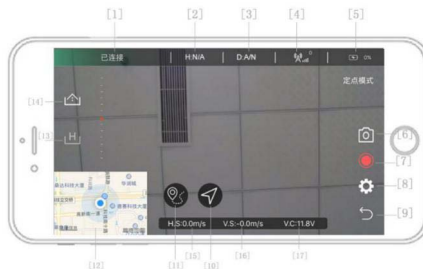 [1] [2] [3] [4] [5]
已连接 H:N/A D:A/N R 0%
定点模式
[14]
[6]
[13] H
[7]
[8]
[9]
H.S:0.0m/s V.S:-0.0m/s V.C:11.8V
[12] [11] [15] [10] [16] [17]